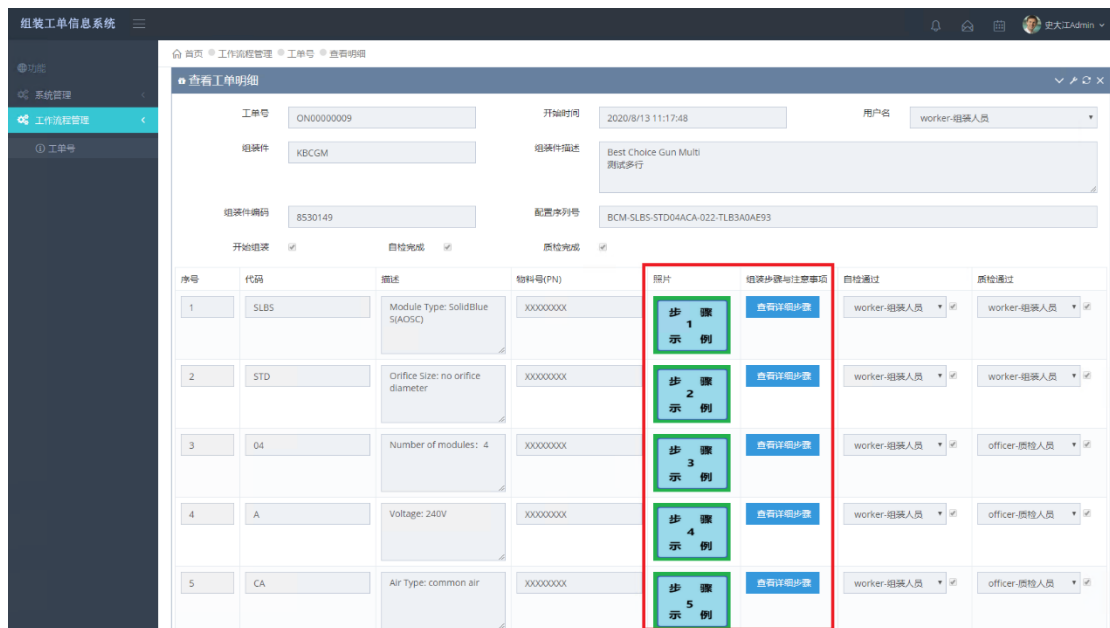 组装工单信息系统
史大江Admin
首页 工作流程管理 工单号 查看明细
功能
系统管理
工作流程管理
工单号
查看工单明细
工单号 ON00000009 开始时间 2020/8/13 11:17:48 用户名 worker-组装人员
组装件 KBCGM 组装件描述 Best Choice Gun Multi
测试多行
组装件编码 8530149 配置序列号 BCM-SLBS-STD04ACA-022-TLB3A0AE93
开始组装 自检完成 质检完成
序号 代码 描述 物料号(PN) 照片 组装步骤与注意事项 自检通过 质检通过
1 SLBS Module Type: SolidBlue XXXXXXXX 步骤 查看详细步骤 worker-组装人员 worker-组装人员
S(AOSC) 1
示例
2 STD Orifice Size: no orifice XXXXXXXX 步骤 查看详细步骤 worker-组装人员 worker-组装人员
diameter 2
示例
3 04 Number of modules: 4 XXXXXXXX 步骤 查看详细步骤 worker-组装人员 officer-质检人员
3
示例
4 A Voltage: 240V XXXXXXXX 步骤 查看详细步骤 worker-组装人员 officer-质检人员
4
示例
5 CA Air Type: common air XXXXXXXX 步骤 查看详细步骤 worker-组装人员 officer-质检人员
5
示例